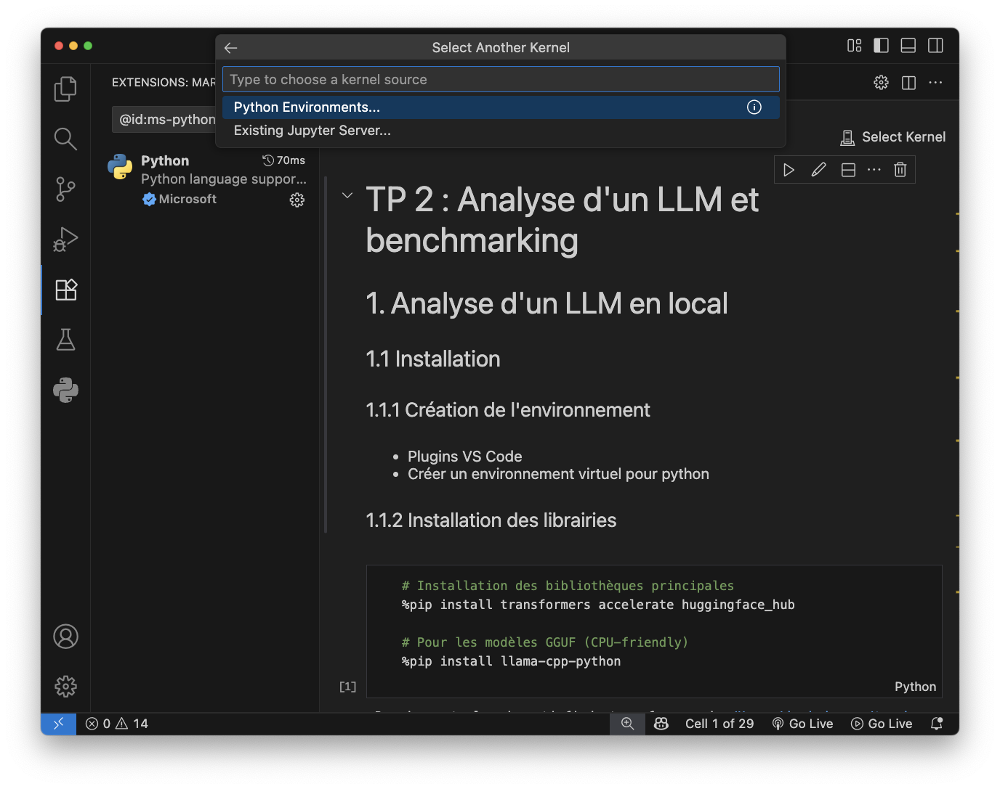 Select Another Kernel
Type to choose a kernel source
Python Environments...
Existing Jupyter Server...
EXTENSIONS: MAR
@id:ms-python
Python
70ms
Python language suppor...
Microsoft
Select Kernel
TP 2 : Analyse d'un LLM et
benchmarking
1. Analyse d'un LLM en local
1.1 Installation
1.1.1 Création de l'environnement
• Plugins VS Code
• Créer un environnement virtuel pour python
1.1.2 Installation des librairies
# Installation des bibliothèques principales
%pip install transformers accelerate huggingface_hub
# Pour les modèles GGUF (CPU-friendly)
%pip install llama-cpp-python
[1]
Python
0 14
Cell 1 of 29
Go Live
Go Live